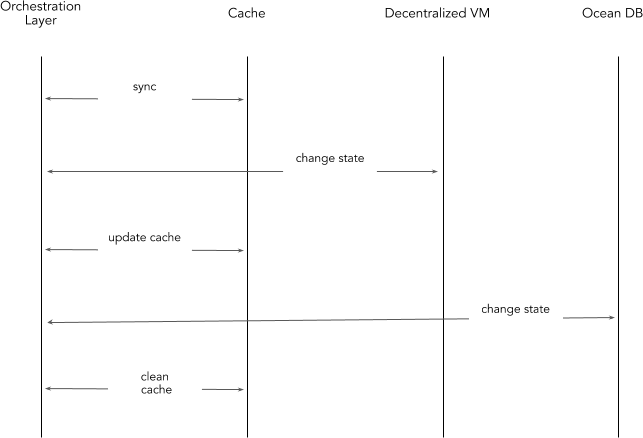 Orchestration
Layer
Cache
Decentralized VM
Ocean DB
sync
change state
update cache
change state
clean
cache